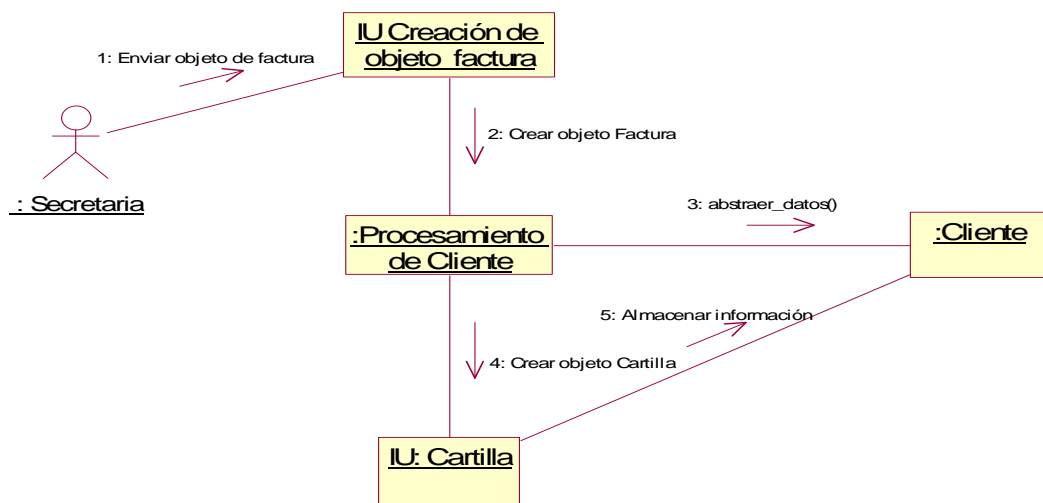 IU Creación de
objeto factura
1: Enviar objeto de factura
2: Crear objeto Factura
: Secretaria
3: abstraer_datos()
:Procesamiento
de Cliente
:Cliente
5: Almacenar información
4: Crear objeto Cartilla
IU: Cartilla